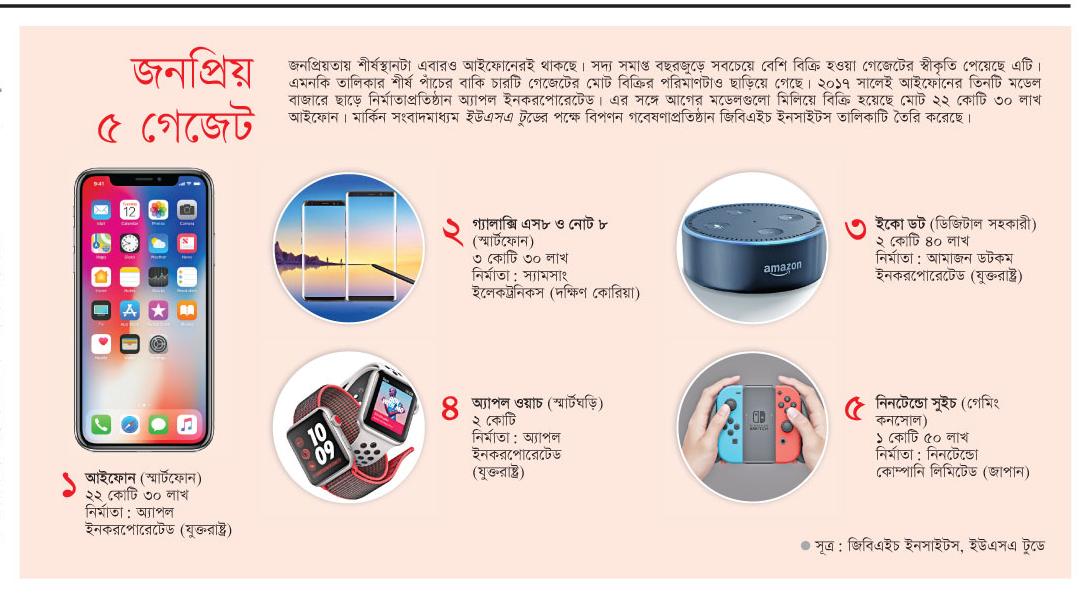 জনপ্রিয়
৫ গেজেট
জনপ্রিয়তায় শীর্ষস্থানটা এবারও আইফোনেরই থাকছে। সদ্য সমাপ্ত বছরজুড়ে সবচেয়ে বেশি বিক্রি হওয়া গেজেটের স্বীকৃতি পেয়েছে এটি।
এমনকি তালিকার শীর্ষ পাঁচের বাকি চারটি গেজেটের মোট বিক্রির পরিমাণটাও ছাড়িয়ে গেছে। ২০১৭ সালেই আইফোনের তিনটি মডেল
বাজারে ছাড়ে নির্মাতাপ্রতিষ্ঠান অ্যাপল ইনকরপোরেটেড। এর সঙ্গে আগের মডেলগুলো মিলিয়ে বিক্রি হয়েছে মোট ২২ কোটি ৩০ লাখ
আইফোন। মার্কিন সংবাদমাধ্যম ইউএসএ টুডের পক্ষে বিপণন গবেষণাপ্রতিষ্ঠান জিবিএইচ ইনসাইটস তালিকাটি তৈরি করেছে।
১ আইফোন (স্মার্টফোন)
২২ কোটি ৩০ লাখ
নির্মাতা : অ্যাপল
ইনকরপোরেটেড (যুক্তরাষ্ট্র)
২ গ্যালাক্সি এস৮ ও নোট ৮
(স্মার্টফোন)
৩ কোটি ৩০ লাখ
নির্মাতা : স্যামসাং
ইলেকট্রনিকস (দক্ষিণ কোরিয়া)
amazon
৩ ইকো ডট (ডিজিটাল সহকারী)
২ কোটি ৪০ লাখ
নির্মাতা : আমাজন ডটকম
ইনকরপোরেটেড (যুক্তরাষ্ট্র)
10
09
৪ অ্যাপল ওয়াচ (স্মার্টঘড়ি)
২ কোটি
নির্মাতা : অ্যাপল
ইনকরপোরেটেড
(যুক্তরাষ্ট্র)
SWITCH
৫ নিনটেন্ডো সুইচ (গেমিং
কনসোল)
১ কোটি ৫০ লাখ
নির্মাতা : নিনটেন্ডো
কোম্পানি লিমিটেড (জাপান)
সূত্র : জিবিএইচ ইনসাইটস, ইউএসএ টুডে